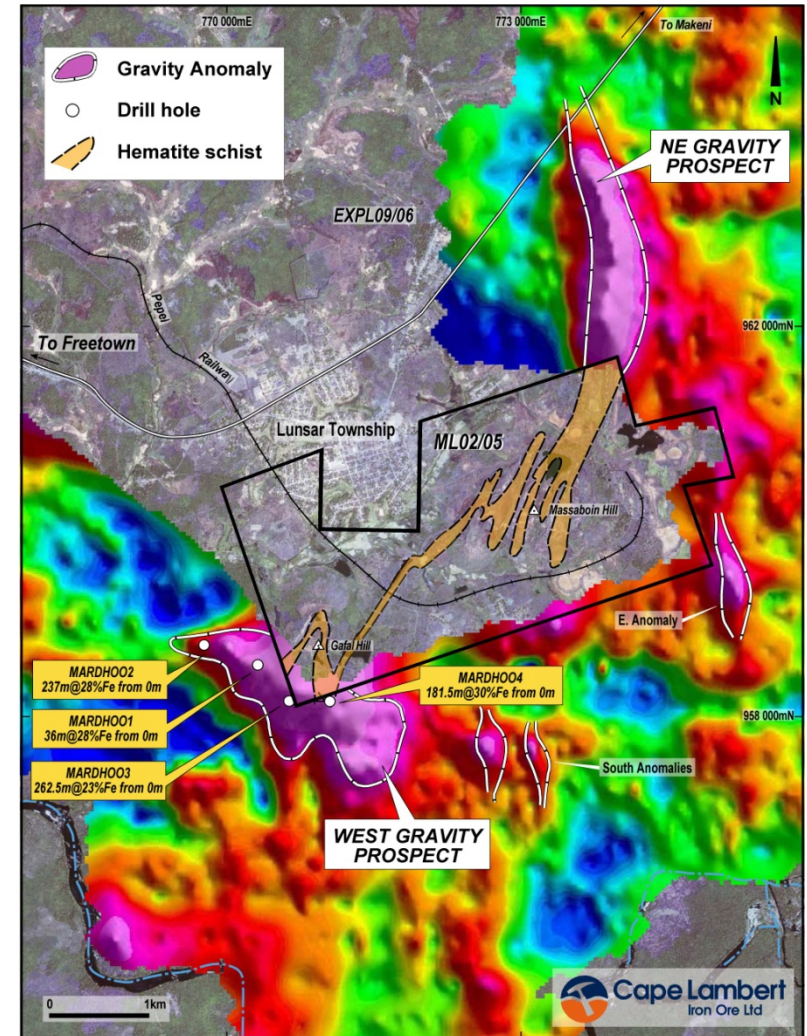 770 000mE
773 000mE
To Makeni
Gravity Anomaly
Drill hole
Hematite schist
N
NE GRAVITY
PROSPECT
EXPL09/06
Pepel
Railway
962 000mN
To Freetown
Lunsar Township
ML02/05
Massaboin Hill
E. Anomaly
Gafal Hill
MARDHOO2
237m@28%Fe from 0m
MARDHOO4
181.5m@30%Fe from 0m
MARDHOO1
36m@28%Fe from 0m
958 000mN
MARDHOO3
262.5m@23%Fe from 0m
South Anomalies
WEST GRAVITY
PROSPECT
0 1km
Cape Lambert
Iron Ore Ltd